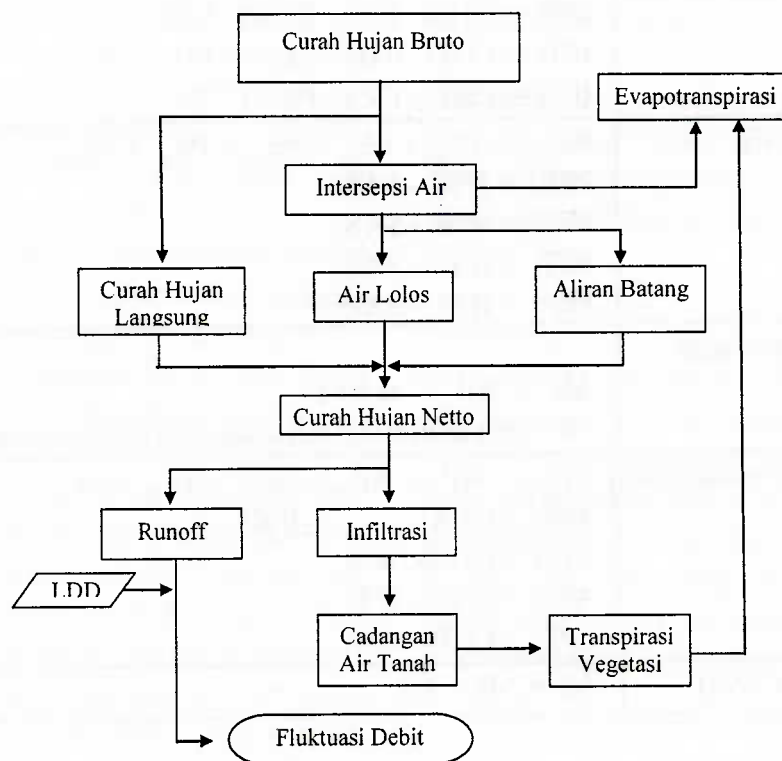 Curah Hujan Bruto
Evapotranspirasi
Intersepsi Air
Curah Hujan
Langsung
Air Lolos
Aliran Batang
Curah Hujan Netto
Runoff
Infiltrasi
LDD
Cadangan
Air Tanah
Transpirasi
Vegetasi
Fluktuasi Debit